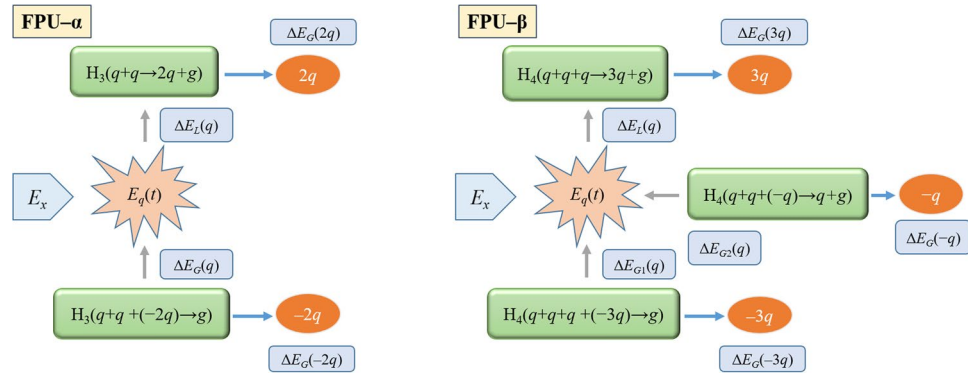 FPU–α
ΔE_G(2q)
H₃(q+q→2q+g)
2q
ΔE_L(q)
E_x
E_q(t)
ΔE_G(q)
H₃(q+q +(−2q)→g)
–2q
ΔE_G(−2q)
FPU–β
ΔE_G(3q)
H₄(q+q+q→3q+g)
3q
ΔE_L(q)
E_x
E_q(t)
H₄(q+q+(−q)→q+g)
−q
ΔE_G(−q)
ΔE_G2(q)
ΔE_G1(q)
H₄(q+q+q +(−3q)→g)
–3q
ΔE_G(−3q)